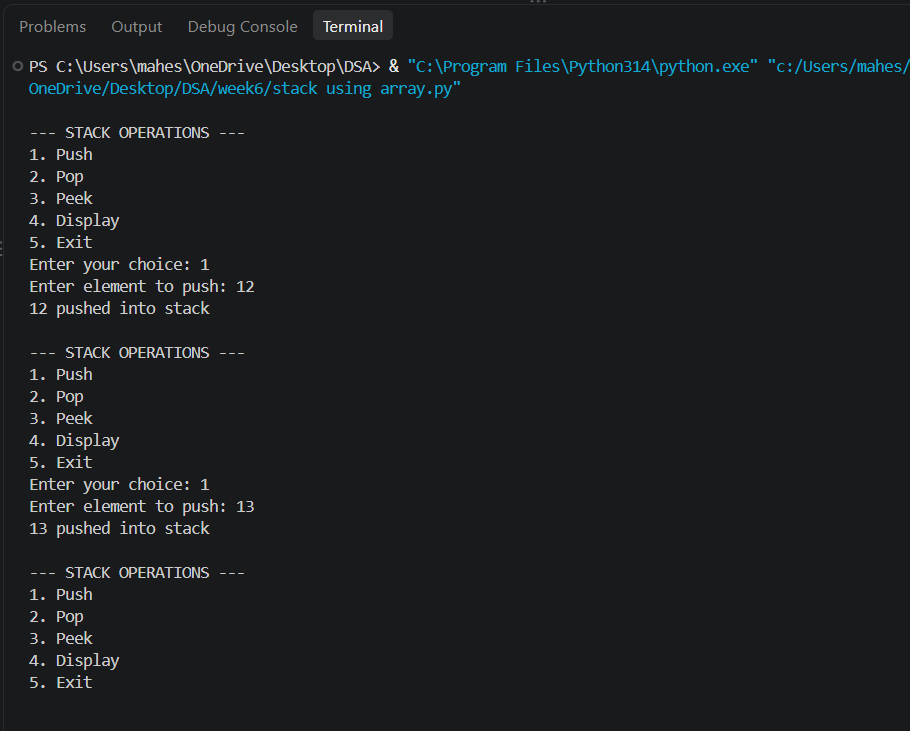 Problems Output Debug Console Terminal
PS C:\Users\mahes\OneDrive\Desktop\DSA> & "C:\Program Files\Python314\python.exe" "c:/Users/mahes/
OneDrive/Desktop/DSA/week6/stack using array.py"
--- STACK OPERATIONS ---
1. Push
2. Pop
3. Peek
4. Display
5. Exit
Enter your choice: 1
Enter element to push: 12
12 pushed into stack
--- STACK OPERATIONS ---
1. Push
2. Pop
3. Peek
4. Display
5. Exit
Enter your choice: 1
Enter element to push: 13
13 pushed into stack
--- STACK OPERATIONS ---
1. Push
2. Pop
3. Peek
4. Display
5. Exit